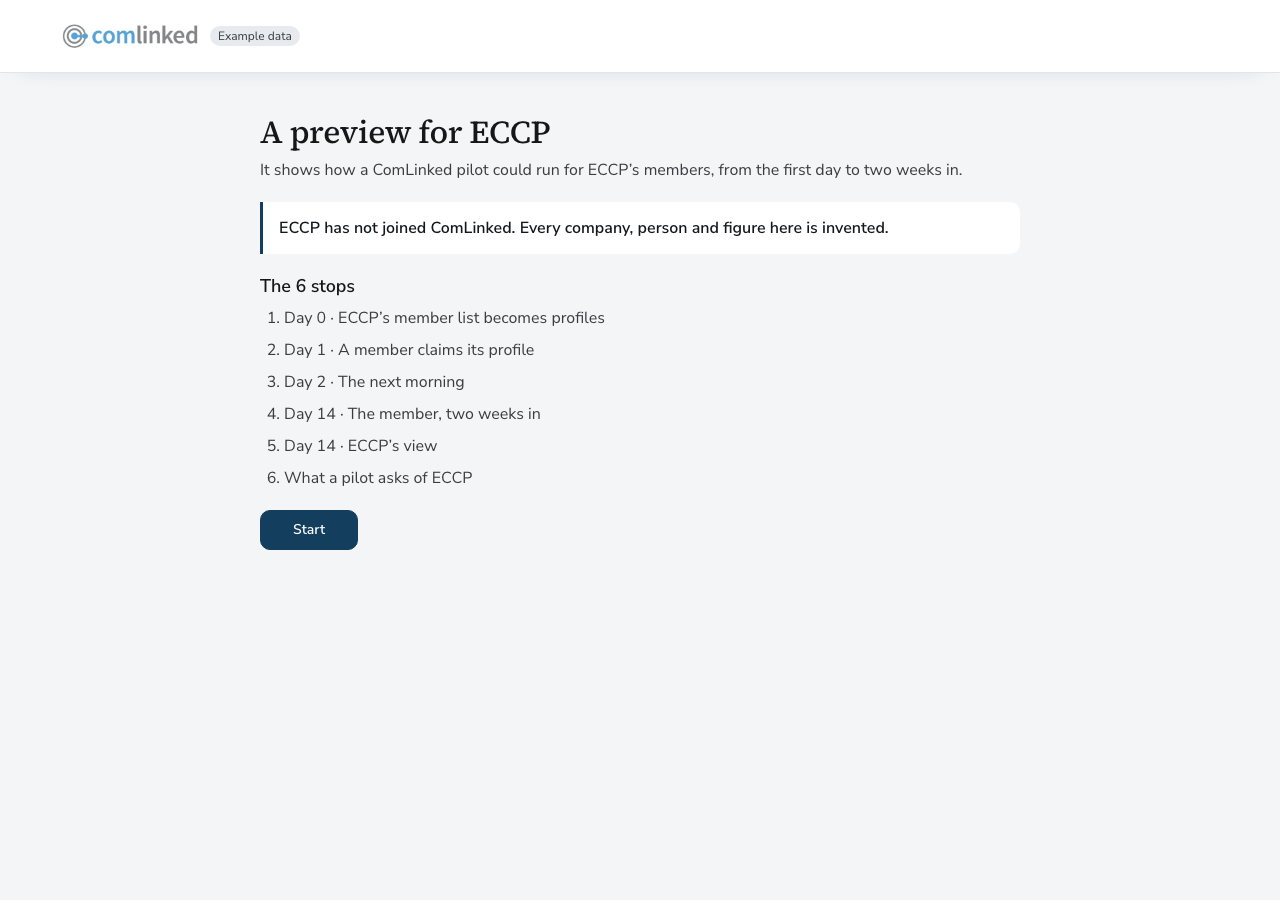 comlinked
Example data
A preview for ECCP
It shows how a ComLinked pilot could run for ECCP’s members, from the first day to two weeks in.
ECCP has not joined ComLinked. Every company, person and figure here is invented.
The 6 stops
1. Day 0 · ECCP’s member list becomes profiles
2. Day 1 · A member claims its profile
3. Day 2 · The next morning
4. Day 14 · The member, two weeks in
5. Day 14 · ECCP’s view
6. What a pilot asks of ECCP
Start